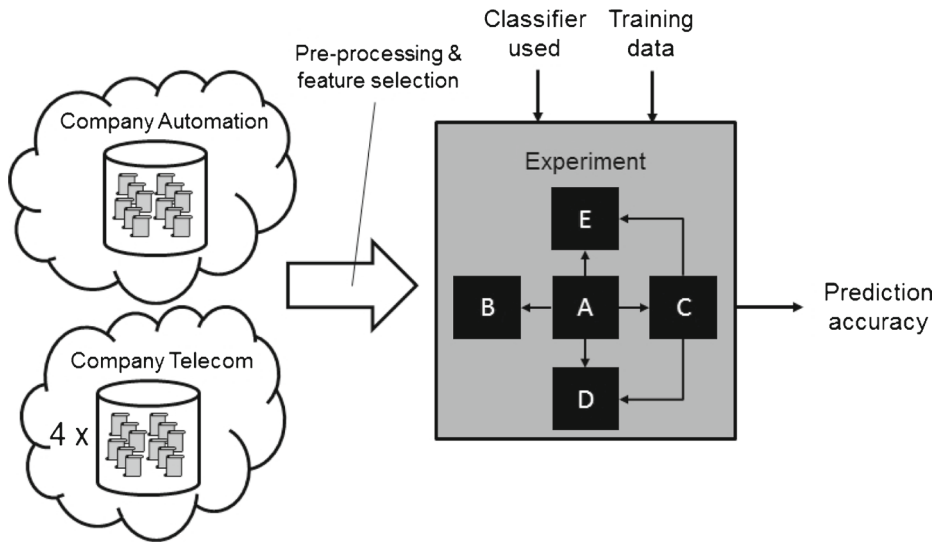 Classifier
used
Training
data
Pre-processing &
feature selection
Company Automation
Experiment
E
B
A
C
D
Prediction
accuracy
Company Telecom
4 x